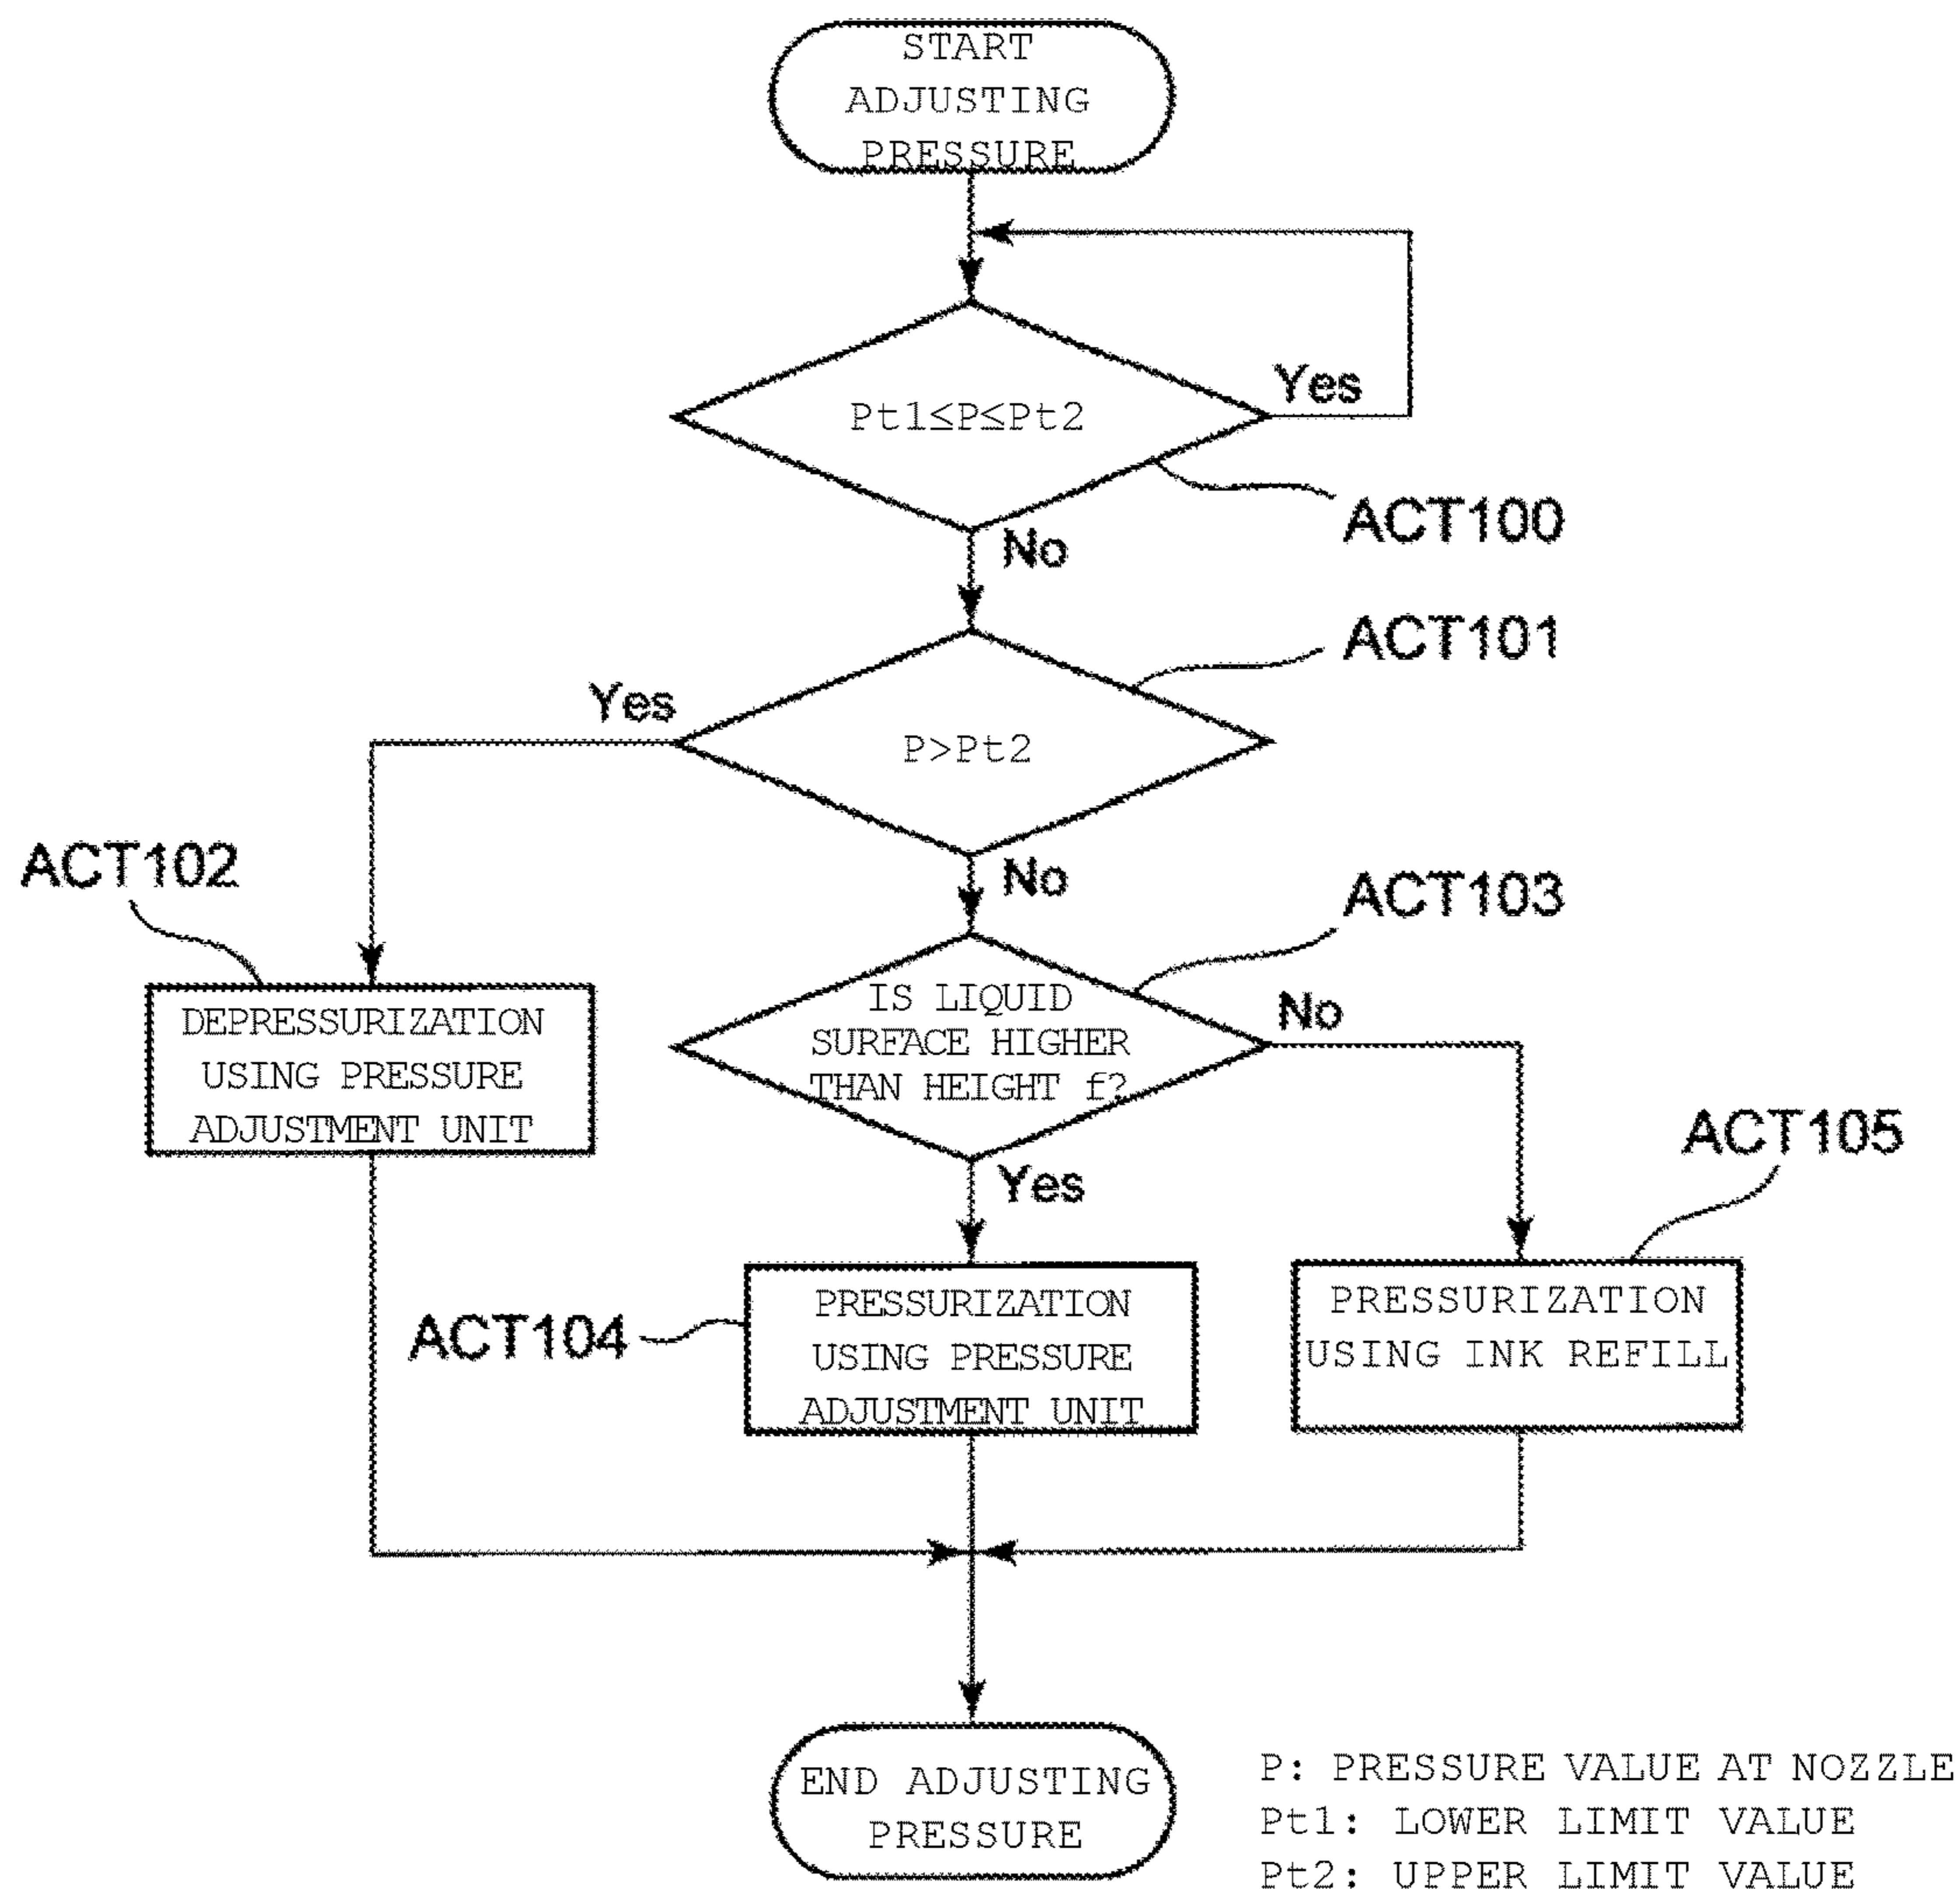 START
ADJUSTING
PRESSURE
Yes
Pt1≤P≤Pt2
ACT100
No
ACT101
Yes
P>Pt2
ACT102
No
ACT103
IS LIQUID
SURFACE HIGHER
THAN HEIGHT f?
No
DEPRESSURIZATION
USING PRESSURE
ADJUSTMENT UNIT
ACT105
Yes
PRESSURIZATION
USING PRESSURE
ADJUSTMENT UNIT
ACT104
PRESSURIZATION
USING INK REFILL
END ADJUSTING
PRESSURE
P: PRESSURE VALUE AT NOZZLE
Pt1: LOWER LIMIT VALUE
Pt2: UPPER LIMIT VALUE